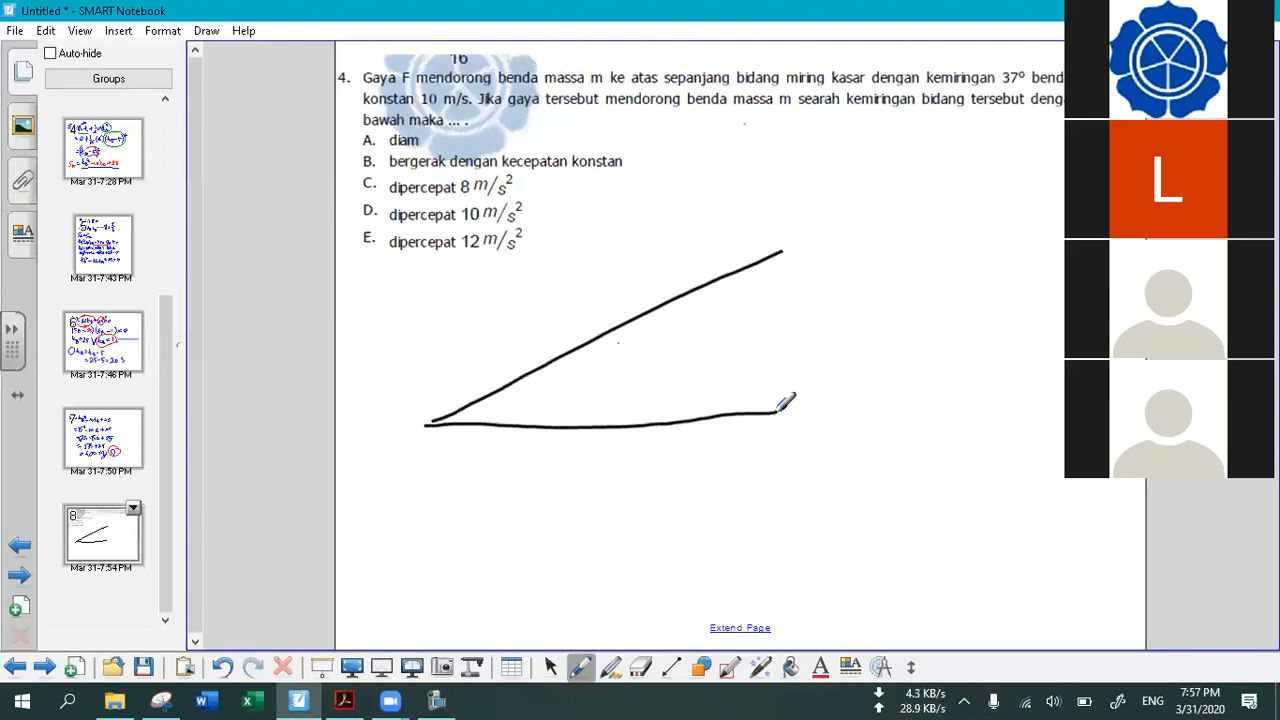 Untitled * - SMART Notebook
File Edit View Insert Format Draw Help
Auto-hide
Groups
Mar 31-7:28 PM
Mar 31-7:43 PM
Mar 31-7:46 PM
Mar 31-7:50 PM
8
Mar 31-7:54 PM
16
4. Gaya F mendorong benda massa m ke atas sepanjang bidang miring kasar dengan kemiringan 37º
konstan 10 m/s. Jika gaya tersebut mendorong benda massa m searah kemiringan bidang tersebut
bawah maka ... .
A. diam
B. bergerak dengan kecepatan konstan
C. dipercepat 8 m/s²
D. dipercepat 10 m/s²
E. dipercepat 12 m/s²
L
Extend Page
4.3 KB/s
28.9 KB/s
ENG
7:57 PM
3/31/2020